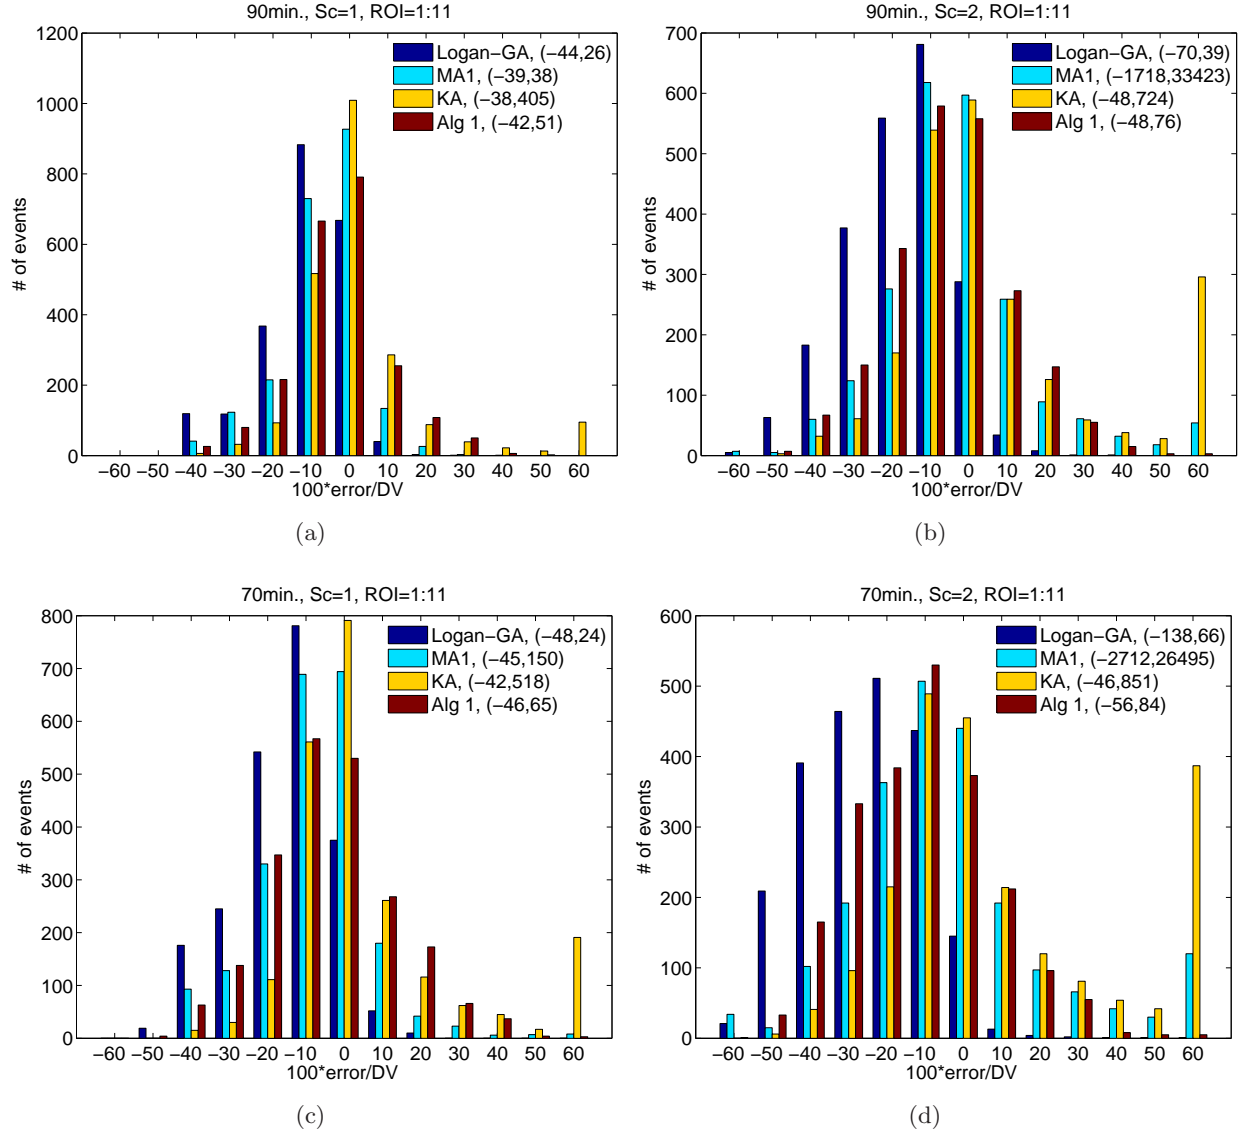 90min., Sc=1, ROI=1:11
1200
1000
800
600
400
200
0
# of events
Logan−GA, (−44,26)
MA1, (−39,38)
KA, (−38,405)
Alg 1, (−42,51)
−60 −50 −40 −30 −20 −10 0 10 20 30 40 50 60
100*error/DV
(a)
90min., Sc=2, ROI=1:11
700
600
500
400
300
200
100
0
# of events
Logan−GA, (−70,39)
MA1, (−1718,33423)
KA, (−48,724)
Alg 1, (−48,76)
−60 −50 −40 −30 −20 −10 0 10 20 30 40 50 60
100*error/DV
(b)
70min., Sc=1, ROI=1:11
800
700
600
500
400
300
200
100
0
# of events
Logan−GA, (−48,24)
MA1, (−45,150)
KA, (−42,518)
Alg 1, (−46,65)
−60 −50 −40 −30 −20 −10 0 10 20 30 40 50 60
100*error/DV
(c)
70min., Sc=2, ROI=1:11
600
500
400
300
200
100
0
# of events
Logan−GA, (−138,66)
MA1, (−2712,26495)
KA, (−46,851)
Alg 1, (−56,84)
−60 −50 −40 −30 −20 −10 0 10 20 30 40 50 60
100*error/DV
(d)